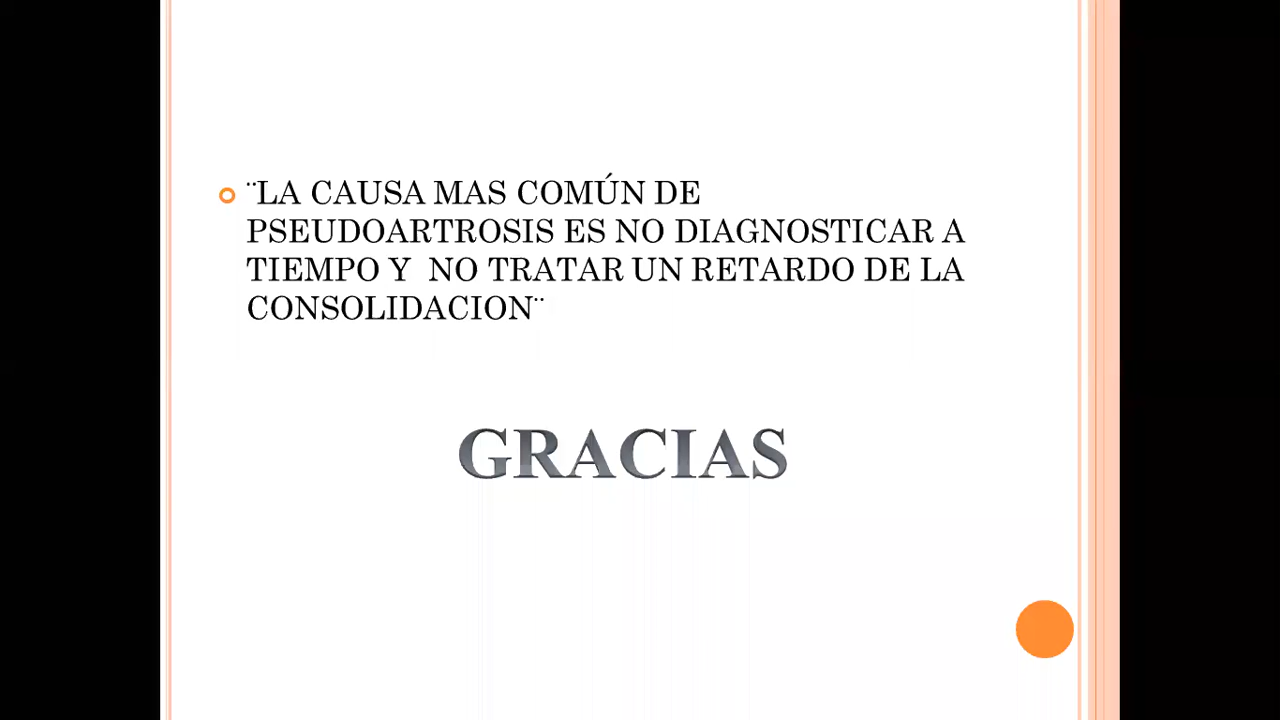 ¨LA CAUSA MAS COMÚN DE
PSEUDOARTROSIS ES NO DIAGNOSTICAR A
TIEMPO Y  NO TRATAR UN RETARDO DE LA
CONSOLIDACION¨
GRACIAS